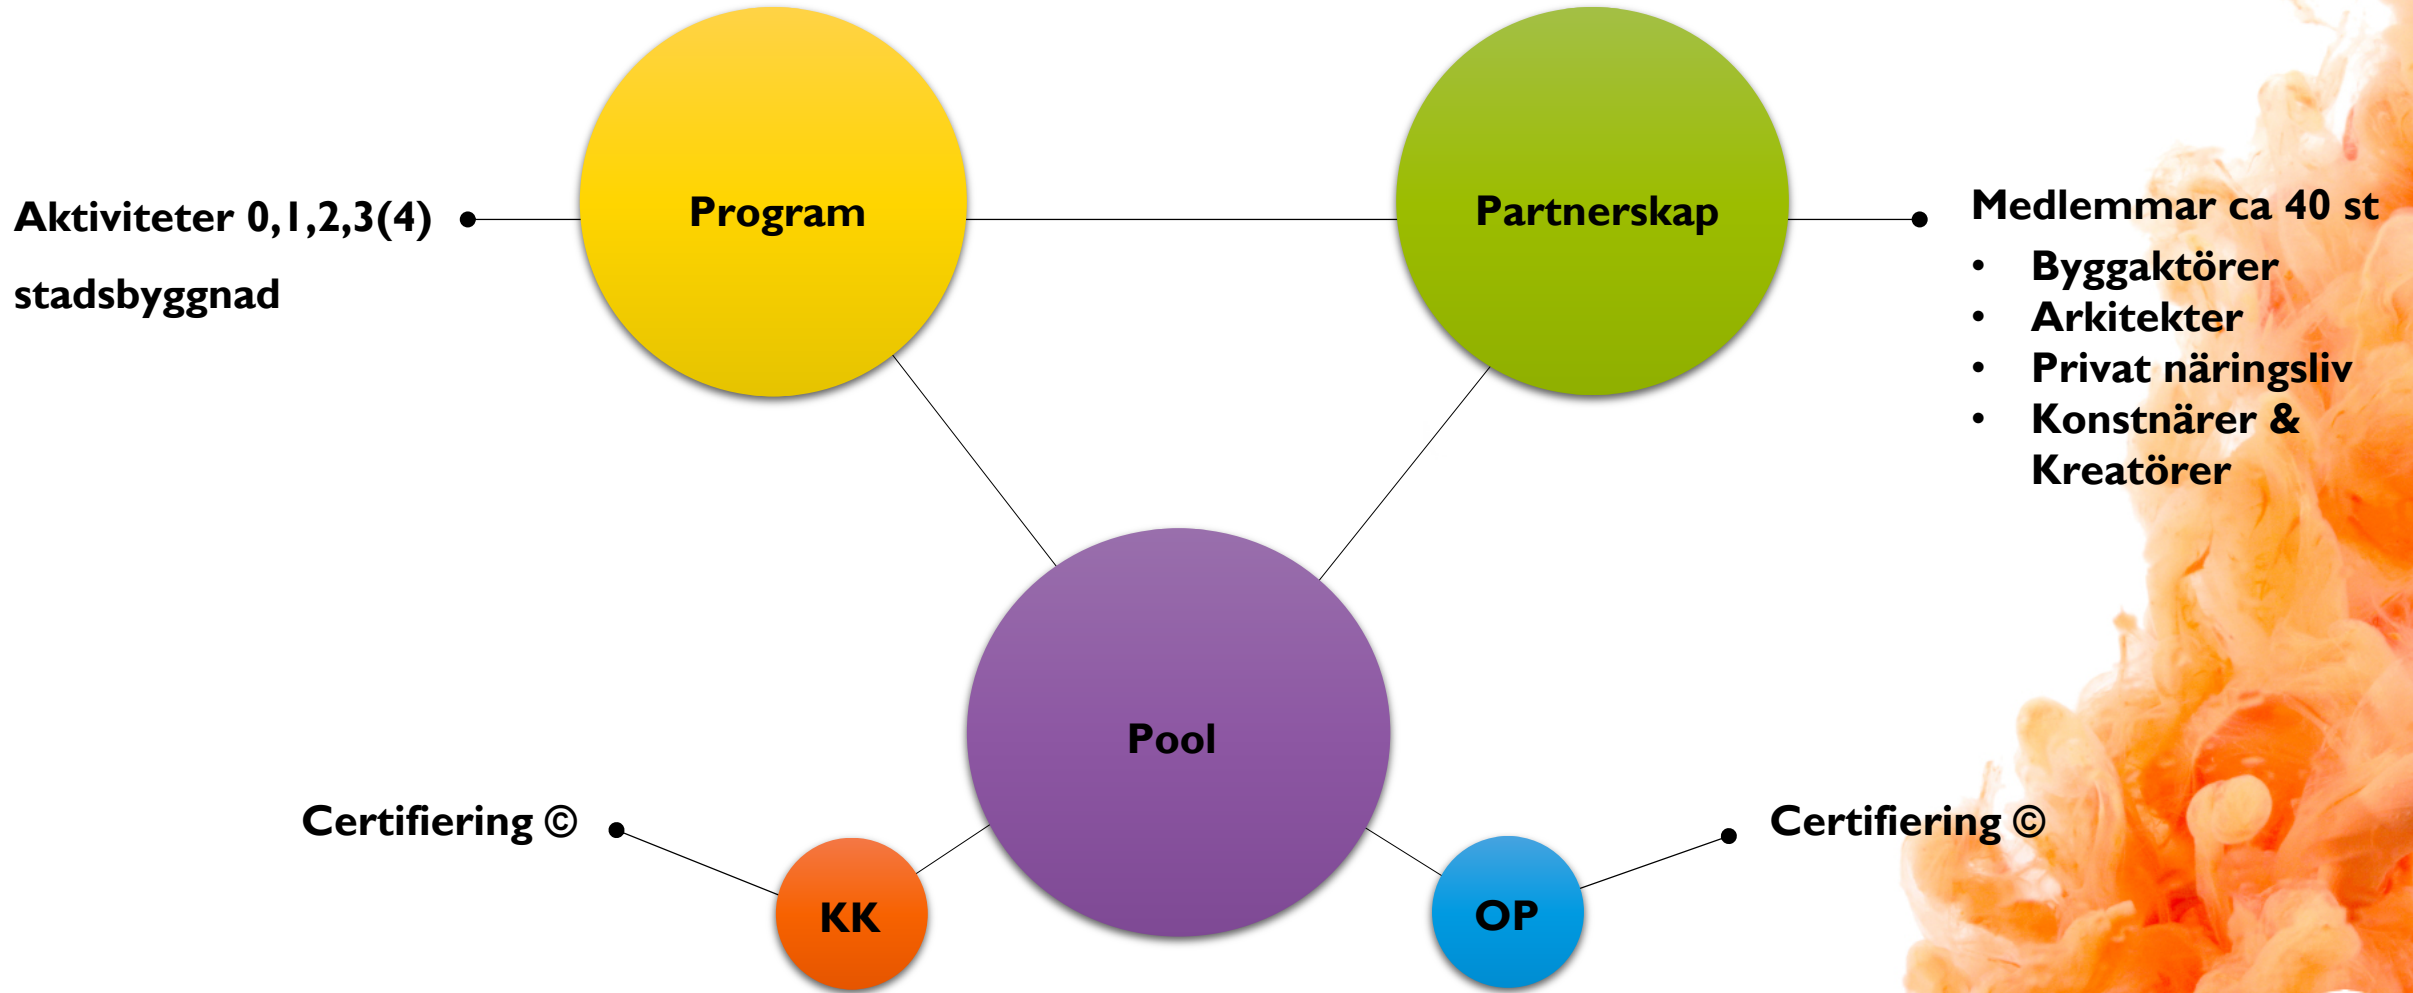 Aktiviteter 0,1,2,3(4)
stadsbyggnad
Program
Partnerskap
Medlemmar ca 40 st
• Byggaktörer
• Arkitekter
• Privat näringsliv
• Konstnärer &
Kreatörer
Pool
Certifiering ©
KK
OP
Certifiering ©